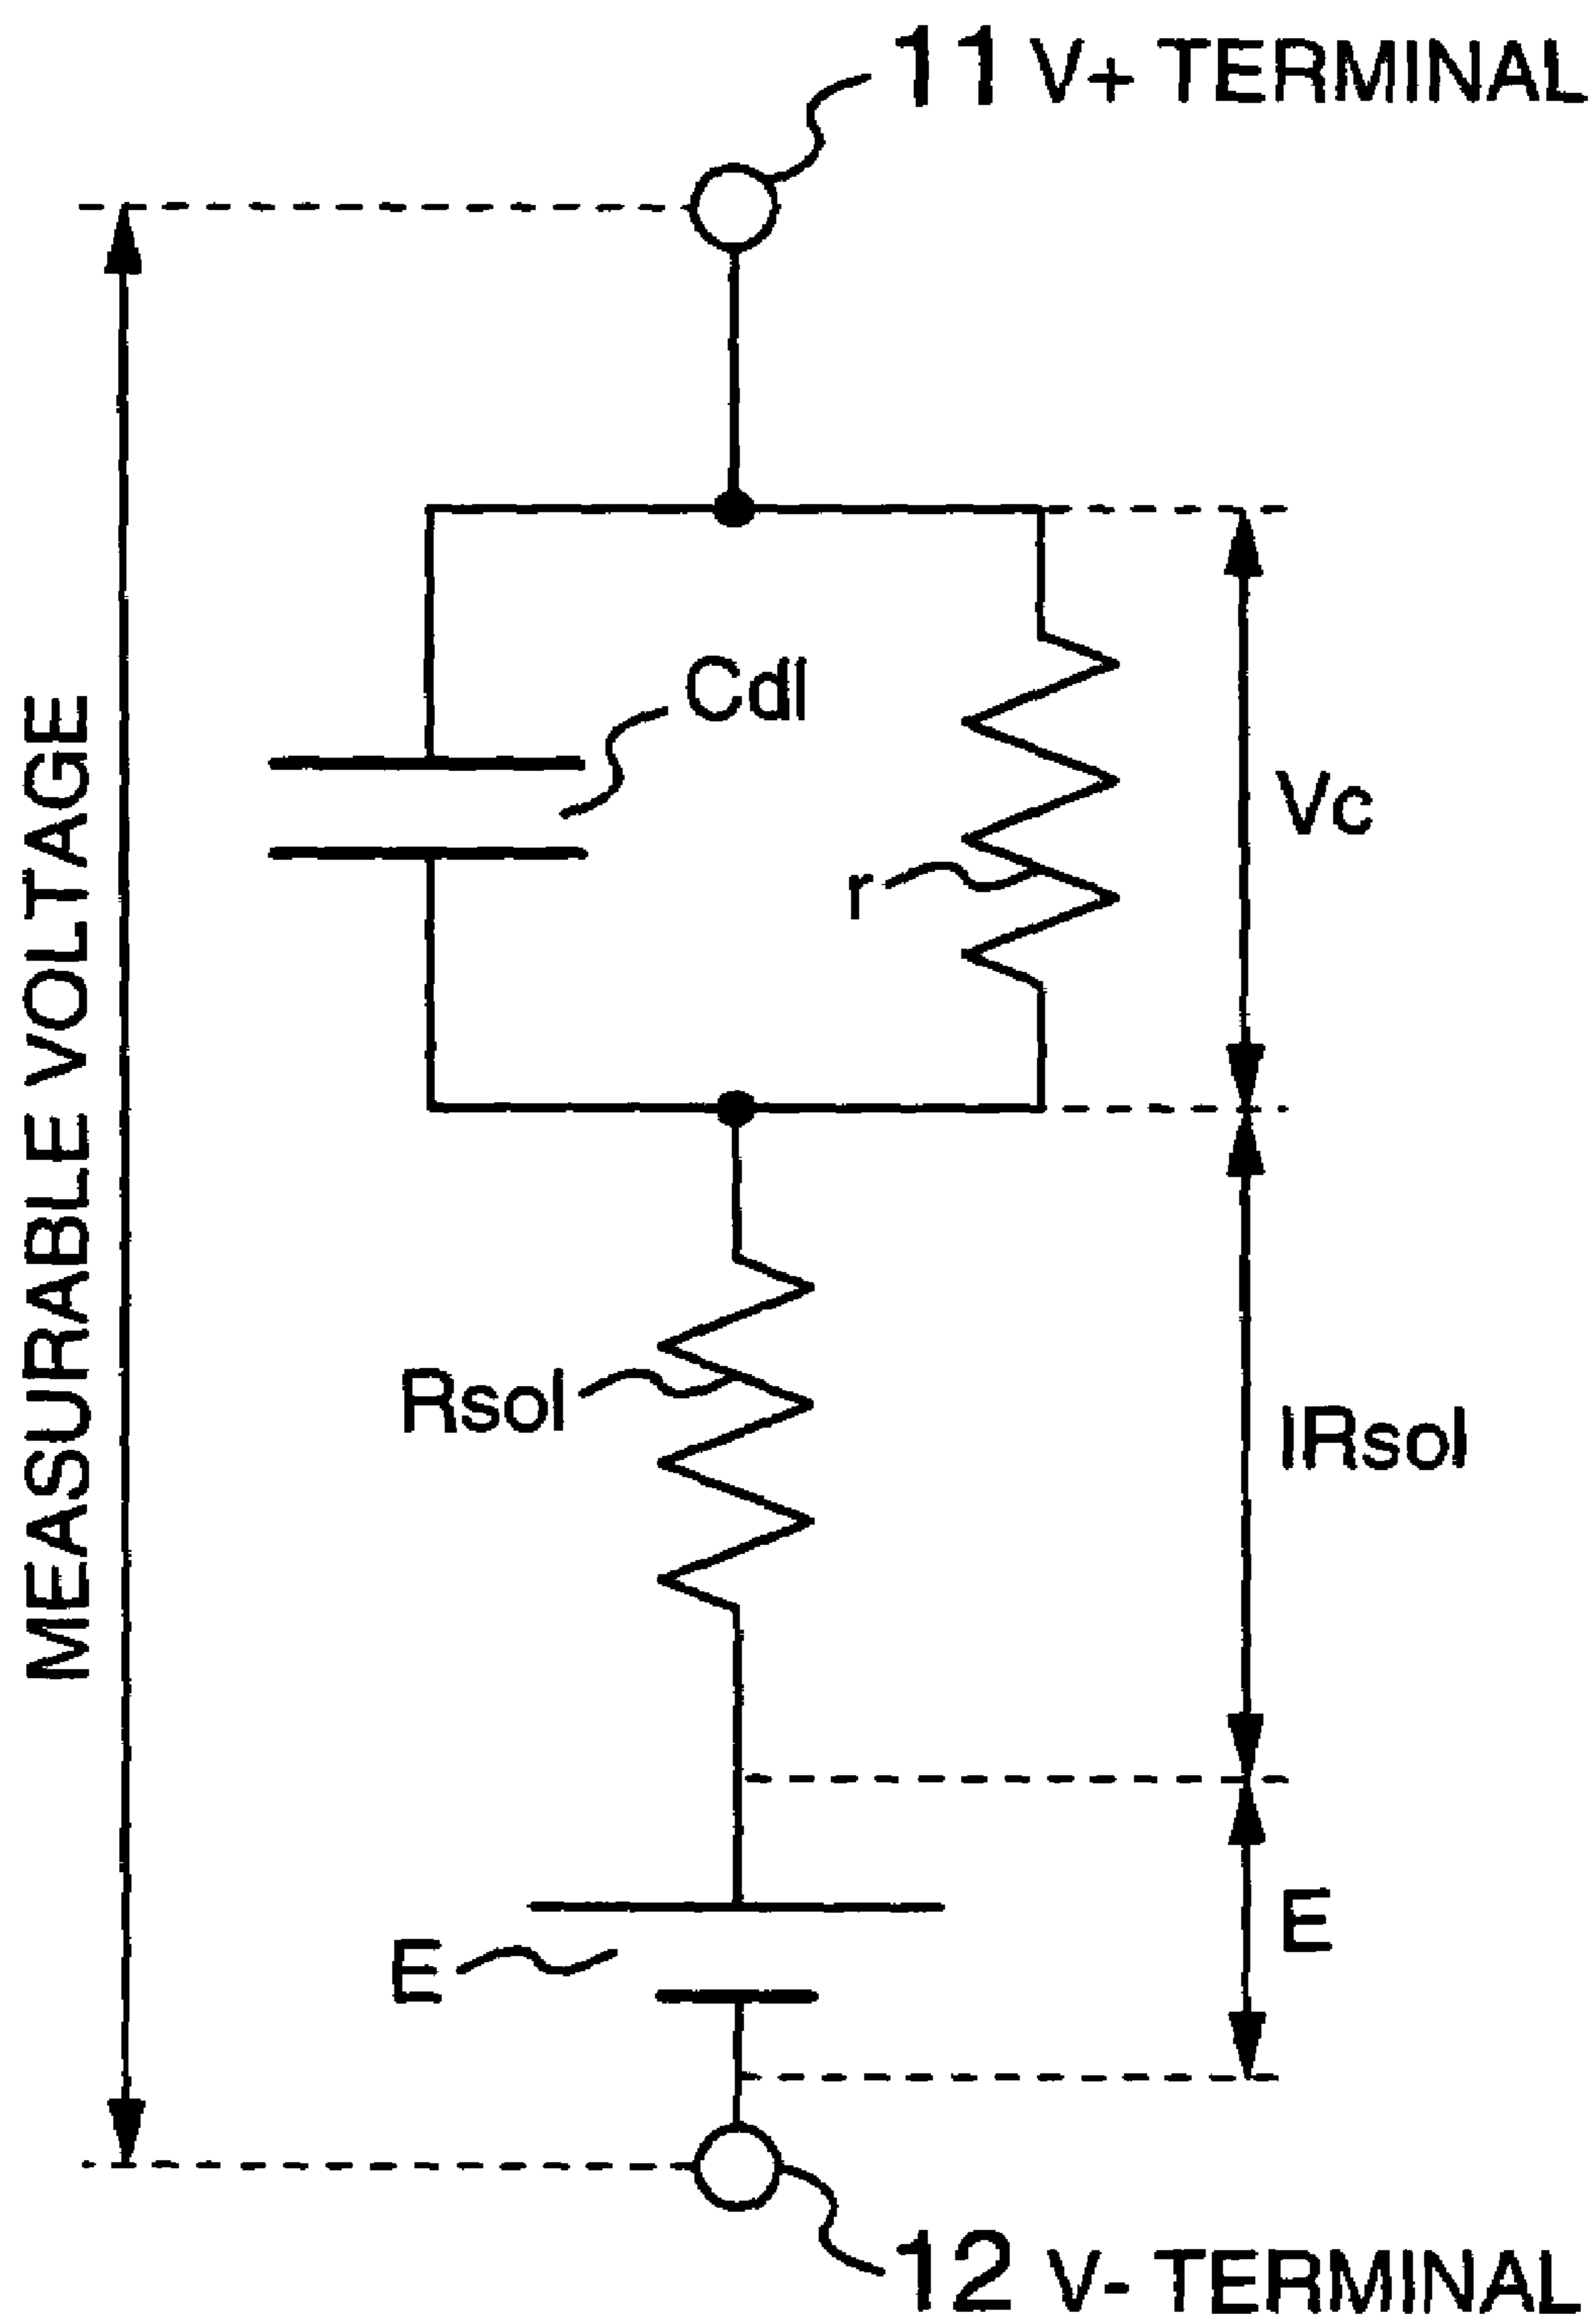 11 V+ TERMINAL
MEASURABLE VOLTAGE
Cdl
Vc
r
Rsol
IRsol
E
E
12 V- TERMINAL